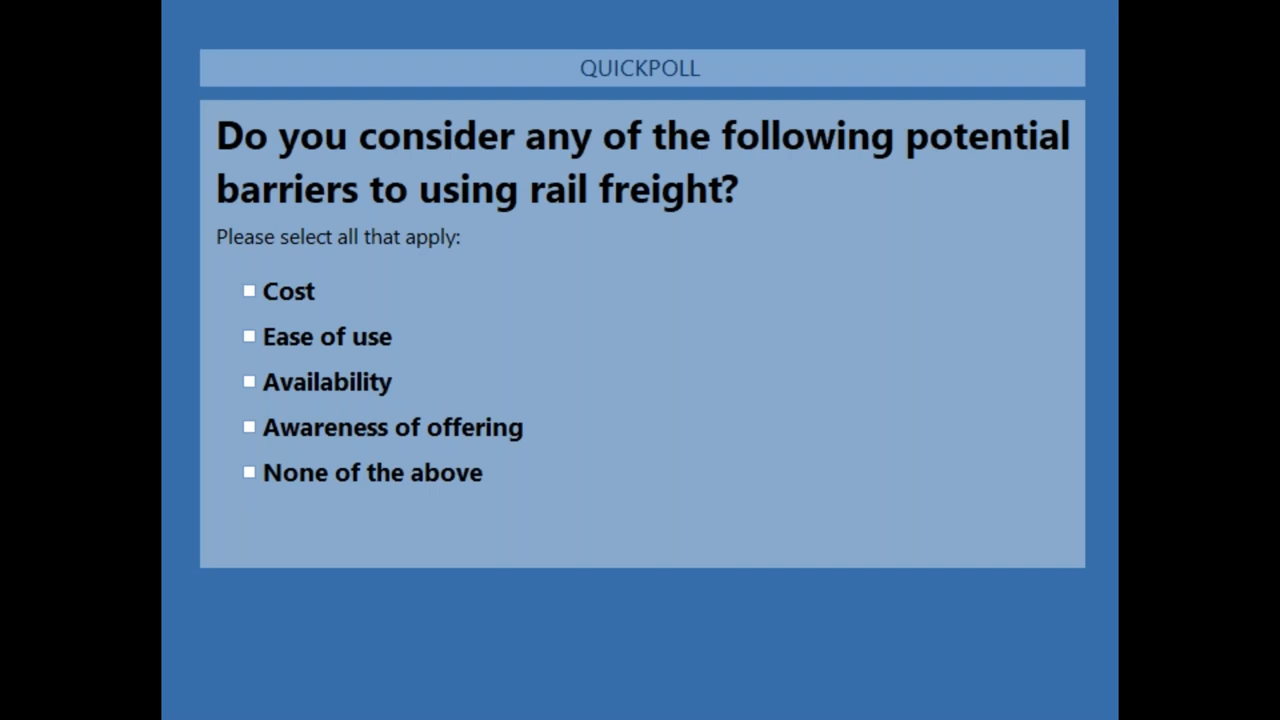 QUICKPOLL
Do you consider any of the following potential
barriers to using rail freight?
Please select all that apply:
Cost
Ease of use
Availability
Awareness of offering
None of the above